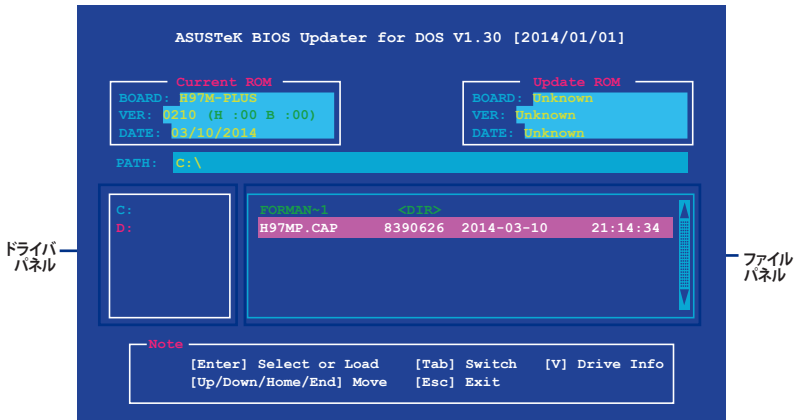 ASUSTeK BIOS Updater for DOS V1.30 [2014/01/01]
Current ROM
BOARD: H97M-PLUS
VER: 0210 (H :00 B :00)
DATE: 03/10/2014
Update ROM
BOARD: Unknown
VER: Unknown
DATE: Unknown
PATH: C:\
C:
D:
FORMAN~1 <DIR>
H97MP.CAP 8390626 2014-03-10 21:14:34
ドライバ
パネル
ファイル
パネル
Note
[Enter] Select or Load [Tab] Switch [V] Drive Info
[Up/Down/Home/End] Move [Esc] Exit